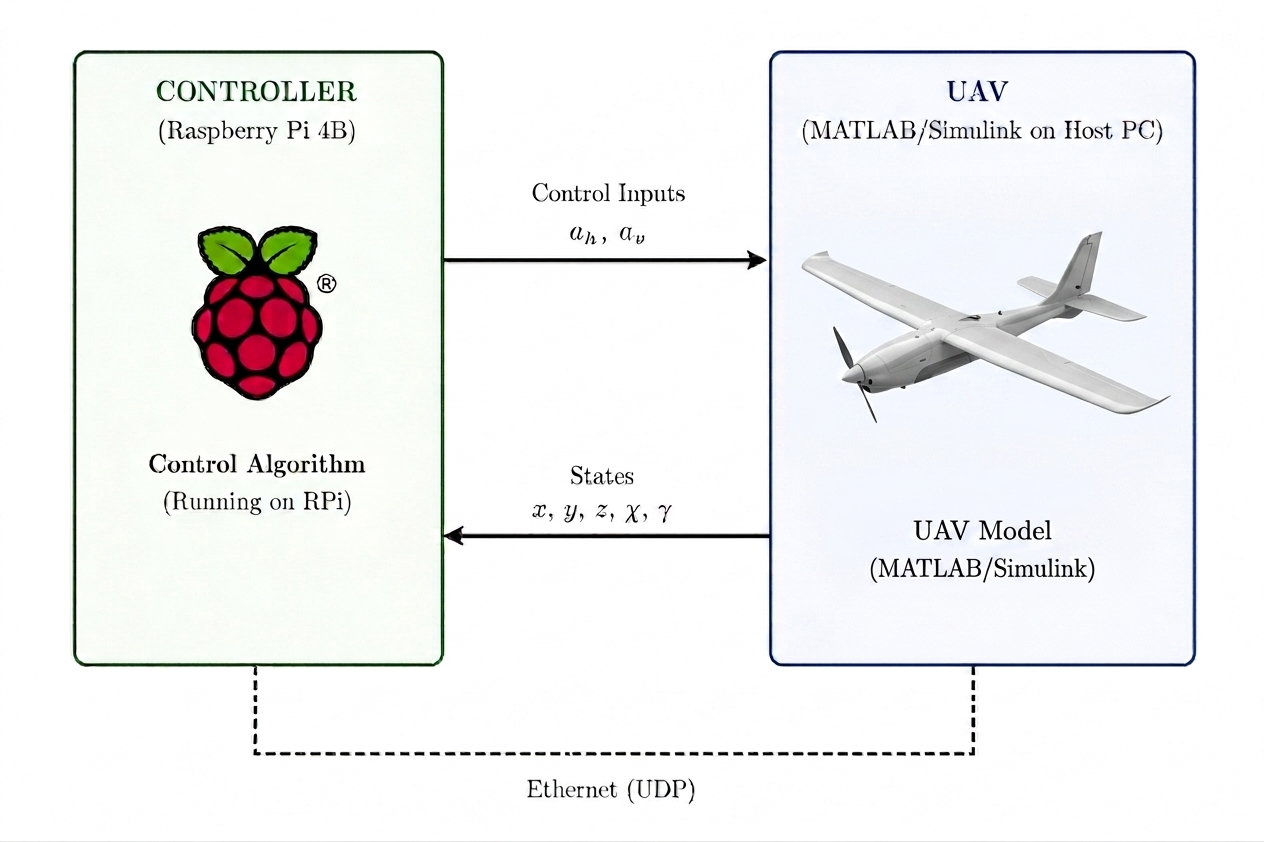 CONTROLLER
(Raspberry Pi 4B)
®
Control Algorithm
(Running on RPi)
Control Inputs
a_h, a_v
States
x, y, z, χ, γ
UAV
(MATLAB/Simulink on Host PC)
UAV Model
(MATLAB/Simulink)
Ethernet (UDP)